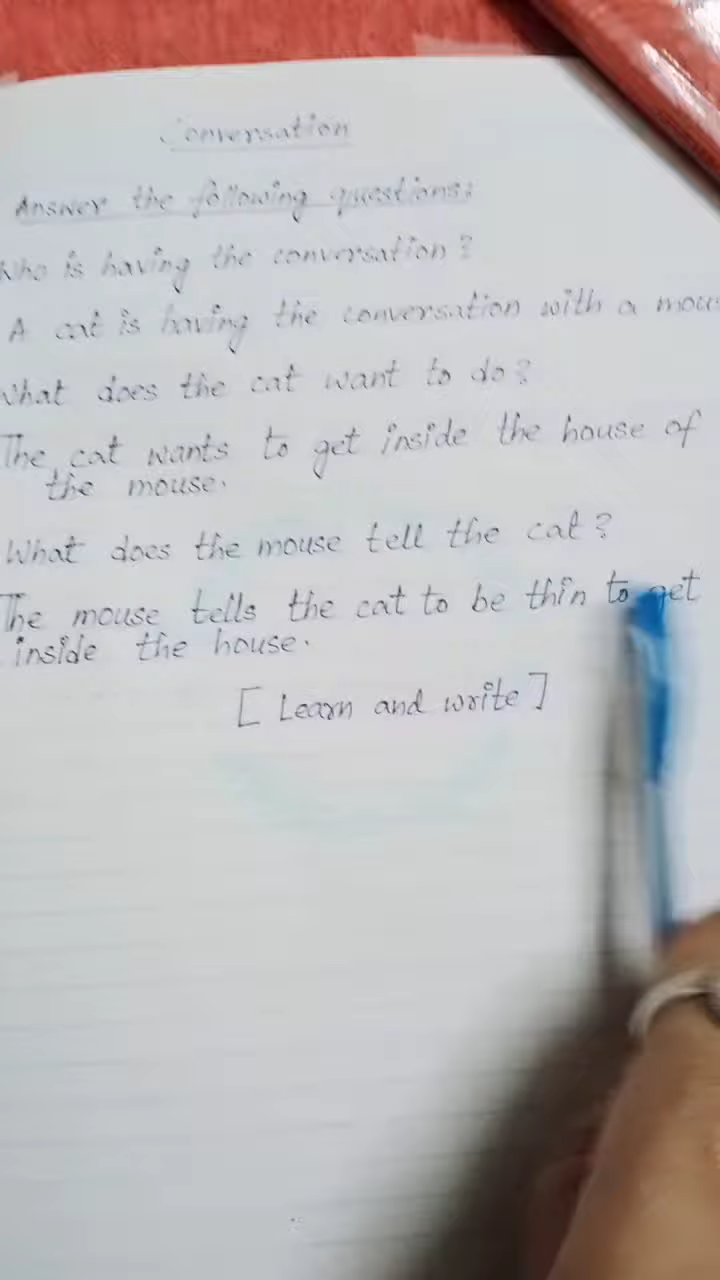 Conversation
Answer the following questions:
Who is having the conversation?
A cat is having the conversation with a
What does the cat want to do?
The cat wants to get inside the house of
the mouse.
What does the mouse tell the cat?
The mouse tells the cat to be thin to get
inside the house.
[Learn and write]